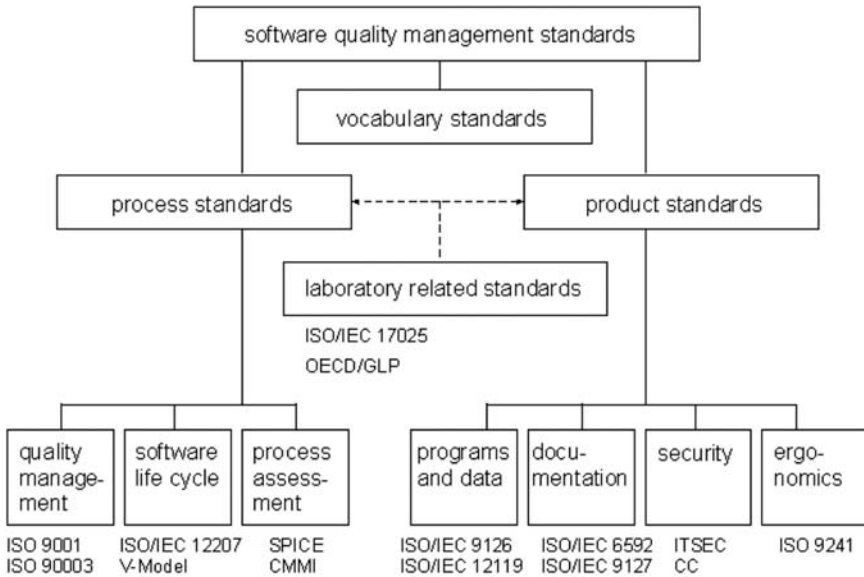 software quality management standards
vocabulary standards
process standards
product standards
laboratory related standards
ISO/IEC 17025
OECD/GLP
quality
manage-
ment
software
life cycle
process
assess-
ment
programs
and data
docu-
mentation
security
ergo-
nomics
ISO 9001
ISO 90003
ISO/IEC 12207
V-Model
SPICE
CMMI
ISO/IEC 9126
ISO/IEC 12119
ISO/IEC 6592
ISO/IEC 9127
ITSEC
CC
ISO 9241